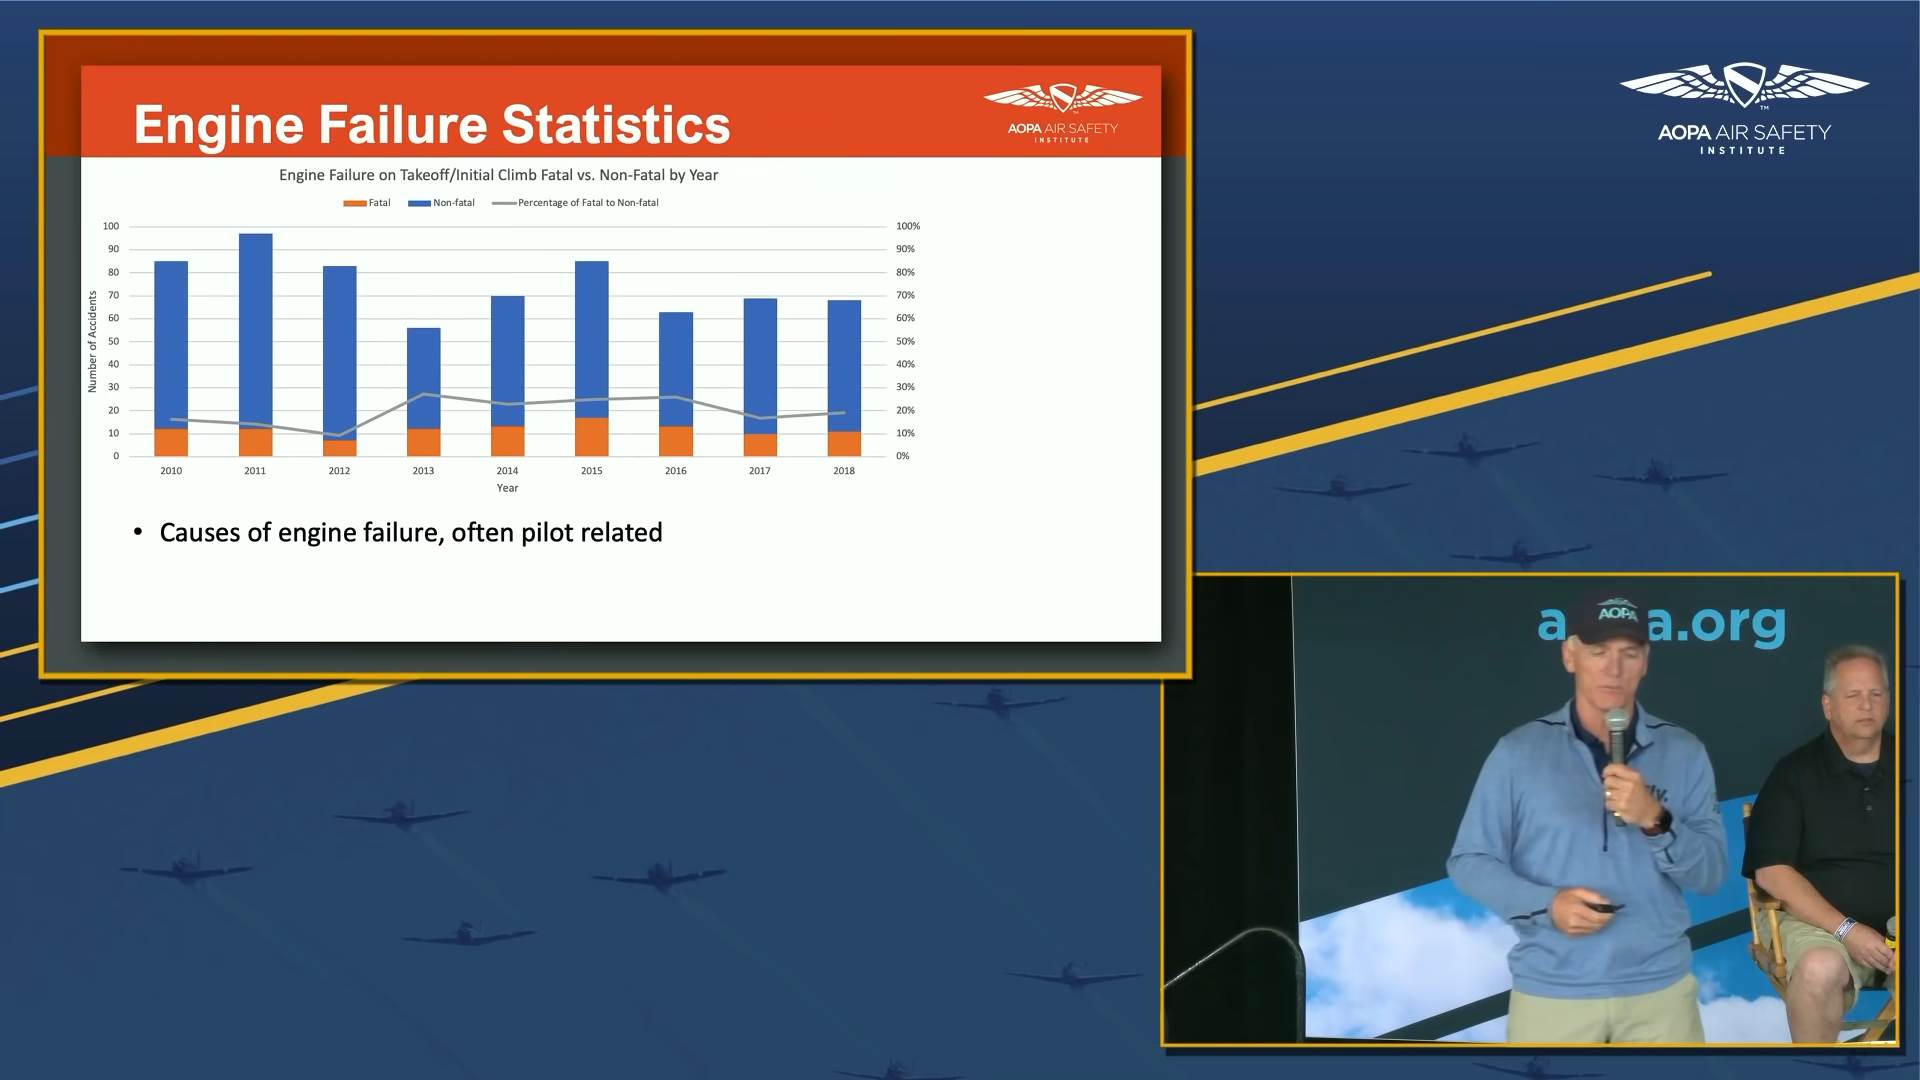 Engine Failure Statistics
AOPA AIR SAFETY
INSTITUTE
Engine Failure on Takeoff/Initial Climb Fatal vs. Non-Fatal by Year
Fatal Non-fatal Percentage of Fatal to Non-fatal
100 100%
90 90%
80 80%
70 70%
60 60%
50 50%
40 40%
30 30%
20 20%
10 10%
0 0%
Number of Accidents
2010 2011 2012 2013 2014 2015 2016 2017 2018
Year
• Causes of engine failure, often pilot related
TM
AOPA AIR SAFETY
INSTITUTE
a a.org
AOPA